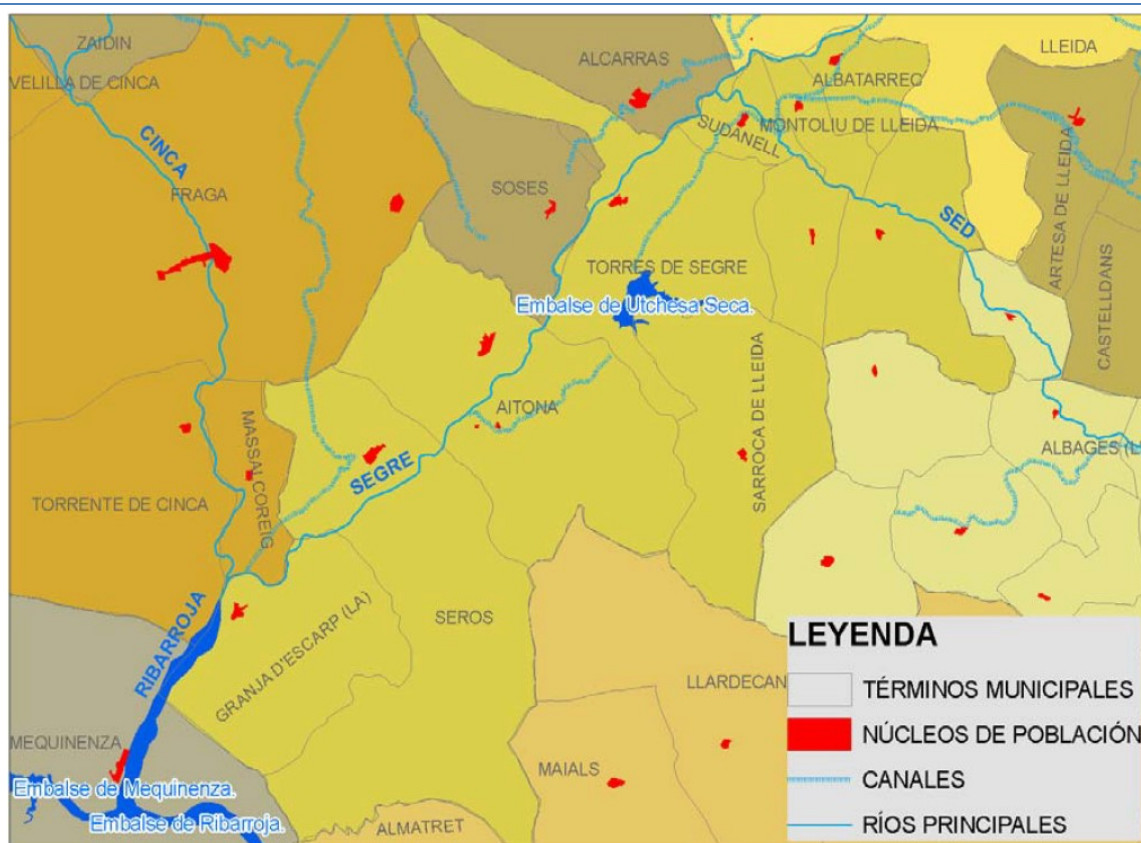 ZAIDIN
VELILLA DE CINCA
ALCARRAS
LLEIDA
ALBATARREC
CINCA
SUDANELL
MONTOLIU DE LLEIDA
FRAGA
SOSES
SED
ARTESA DE LLEIDA
CASTELLDANS
TORRES DE SEGRE
Embalse de Utchesa Seca.
AITONA
MASSALCOREIG
SEGRE
SARROCA DE LLEIDA
ALBAGES (L
TORRENTE DE CINCA
RIBARROJA
GRANJA D'ESCARP (LA)
SEROS
LLARDECAN
MEQUINENZA
MAIALS
Embalse de Mequinenza.
Embalse de Ribarroja.
ALMATRET
LEYENDA
TÉRMINOS MUNICIPALES
NÚCLEOS DE POBLACIÓN
CANALES
RÍOS PRINCIPALES